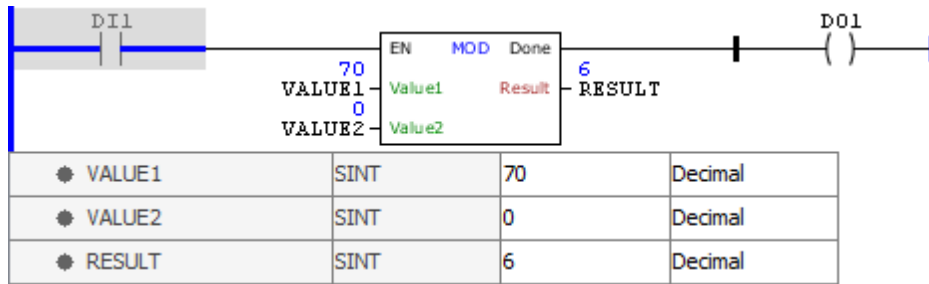 DI1 DO1
EN MOD Done
70 6
VALUE1 Value1 Result RESULT
0
VALUE2 Value2
VALUE1 SINT 70 Decimal
VALUE2 SINT 0 Decimal
RESULT SINT 6 Decimal